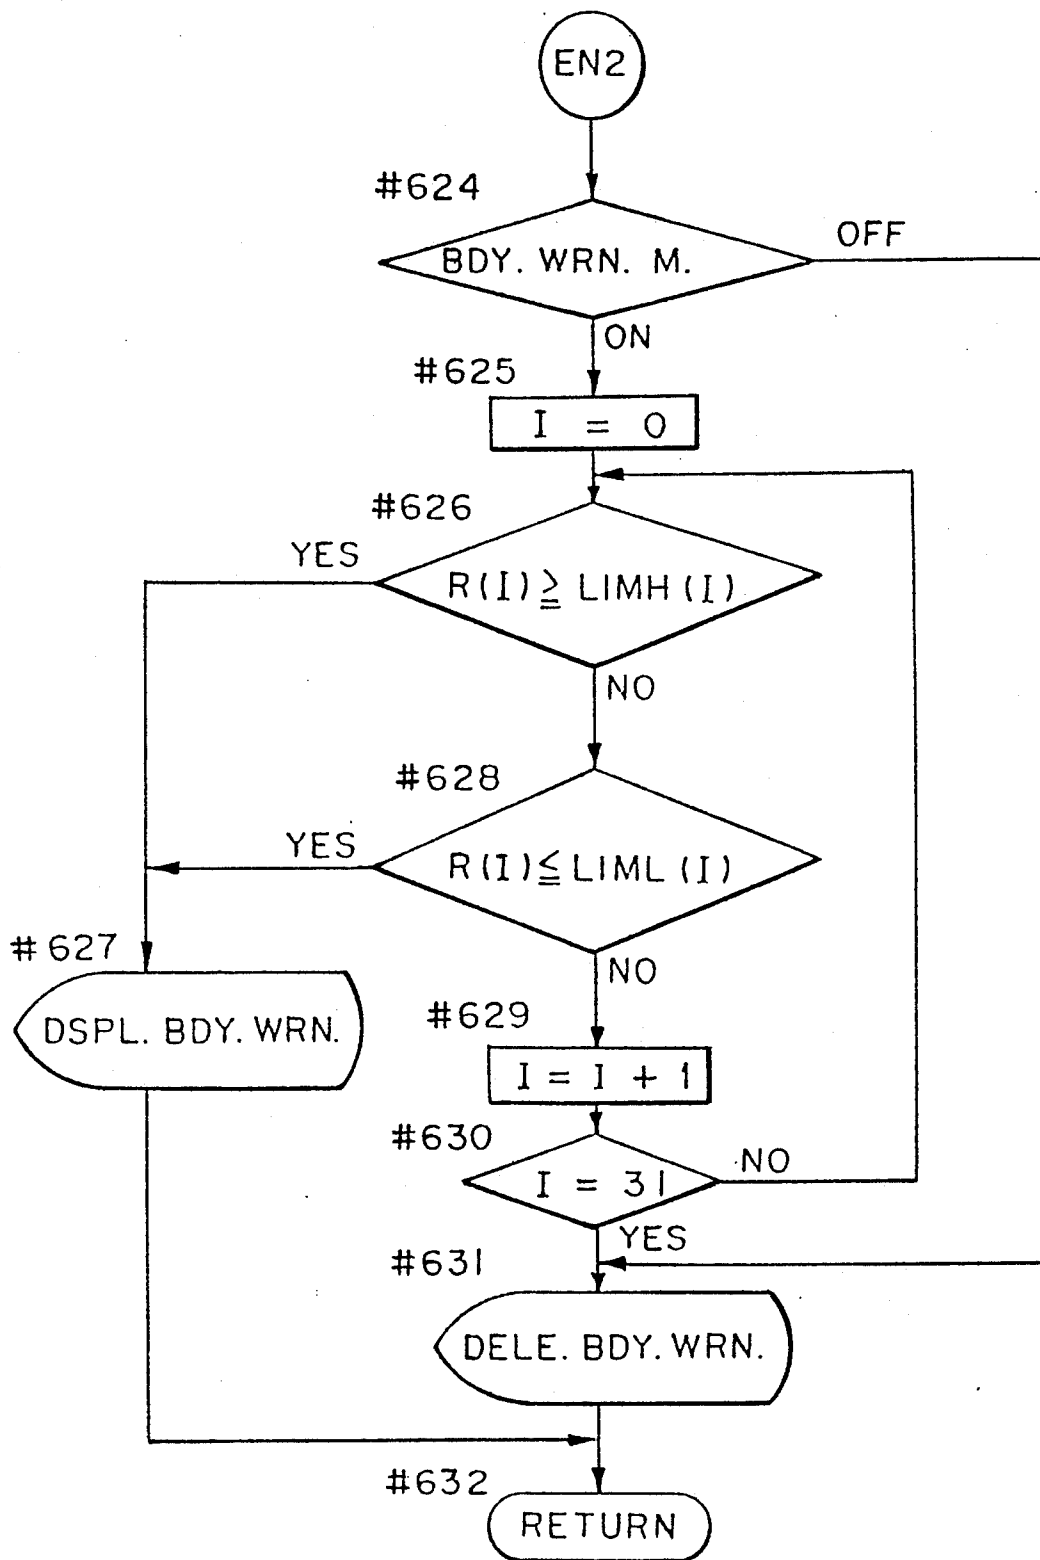 EN2
#624
BDY. WRN. M.
OFF
ON
#625
I = 0
#626
YES
R(I) ≧ LIMH(I)
NO
#628
YES
R(I) ≦ LIML(I)
NO
#627
DSPL. BDY. WRN.
#629
I = I + 1
#630
I = 31
NO
YES
#631
DELE. BDY. WRN.
#632
RETURN